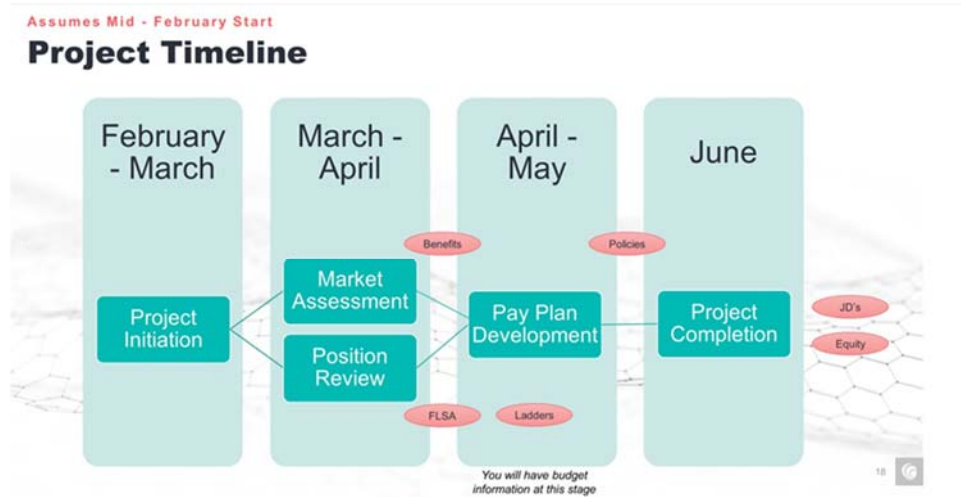 Assumes Mid - February Start
Project Timeline
February
- March
March -
April
April -
May
June
Benefits
Policies
Market
Assessment
Project
Initiation
Pay Plan
Development
Project
Completion
JD's
Equity
Position
Review
FLSA
Ladders
You will have budget
information at this stage
18